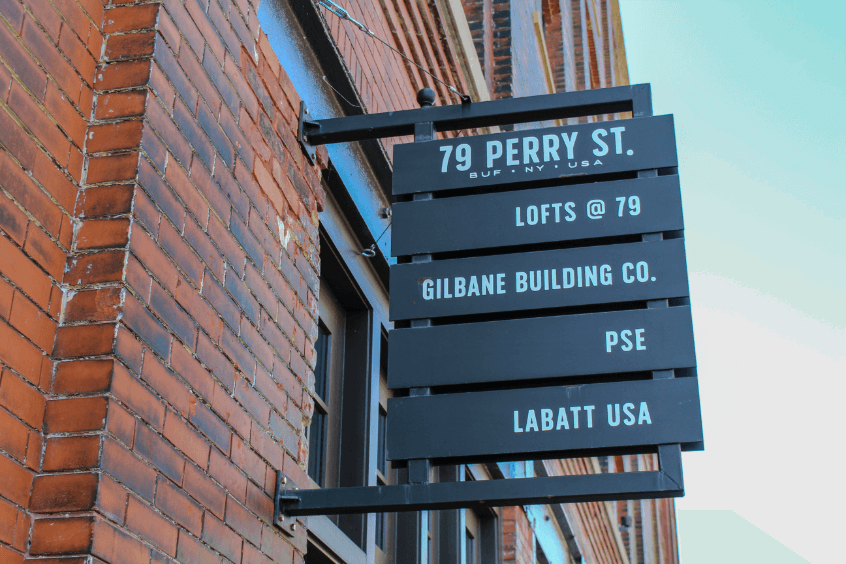 79 PERRY ST.
BUF • NY • USA
LOFTS @ 79
GILBANE BUILDING CO.
PSE
LABATT USA